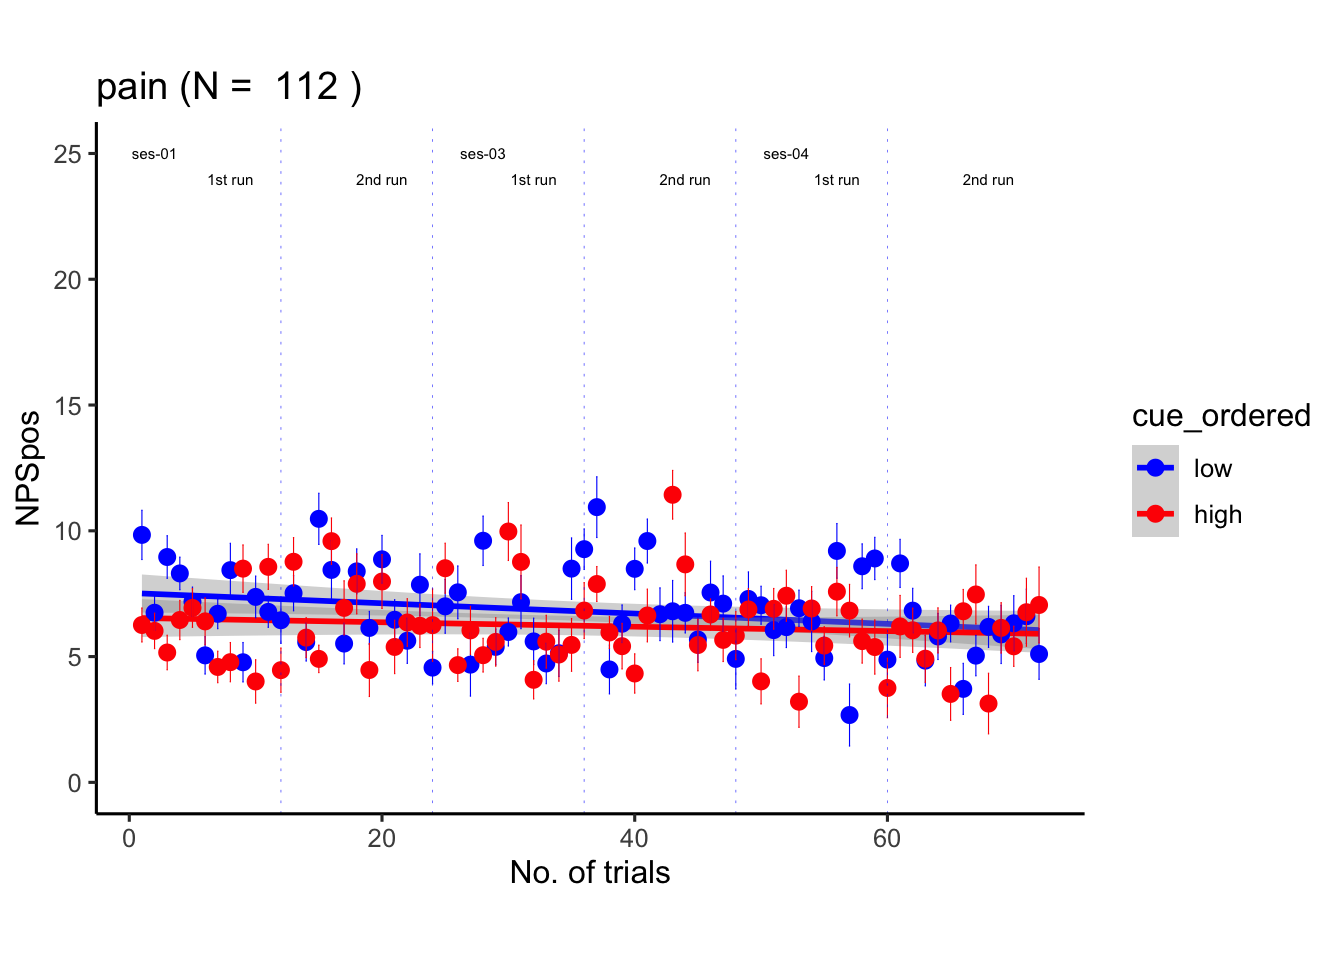 pain (N =  112 )
ses-01
ses-03
ses-04
1st run
2nd run
1st run
2nd run
1st run
2nd run
25
20
15
10
5
0
NPSpos
0
20
40
60
No. of trials
cue_ordered
low
high